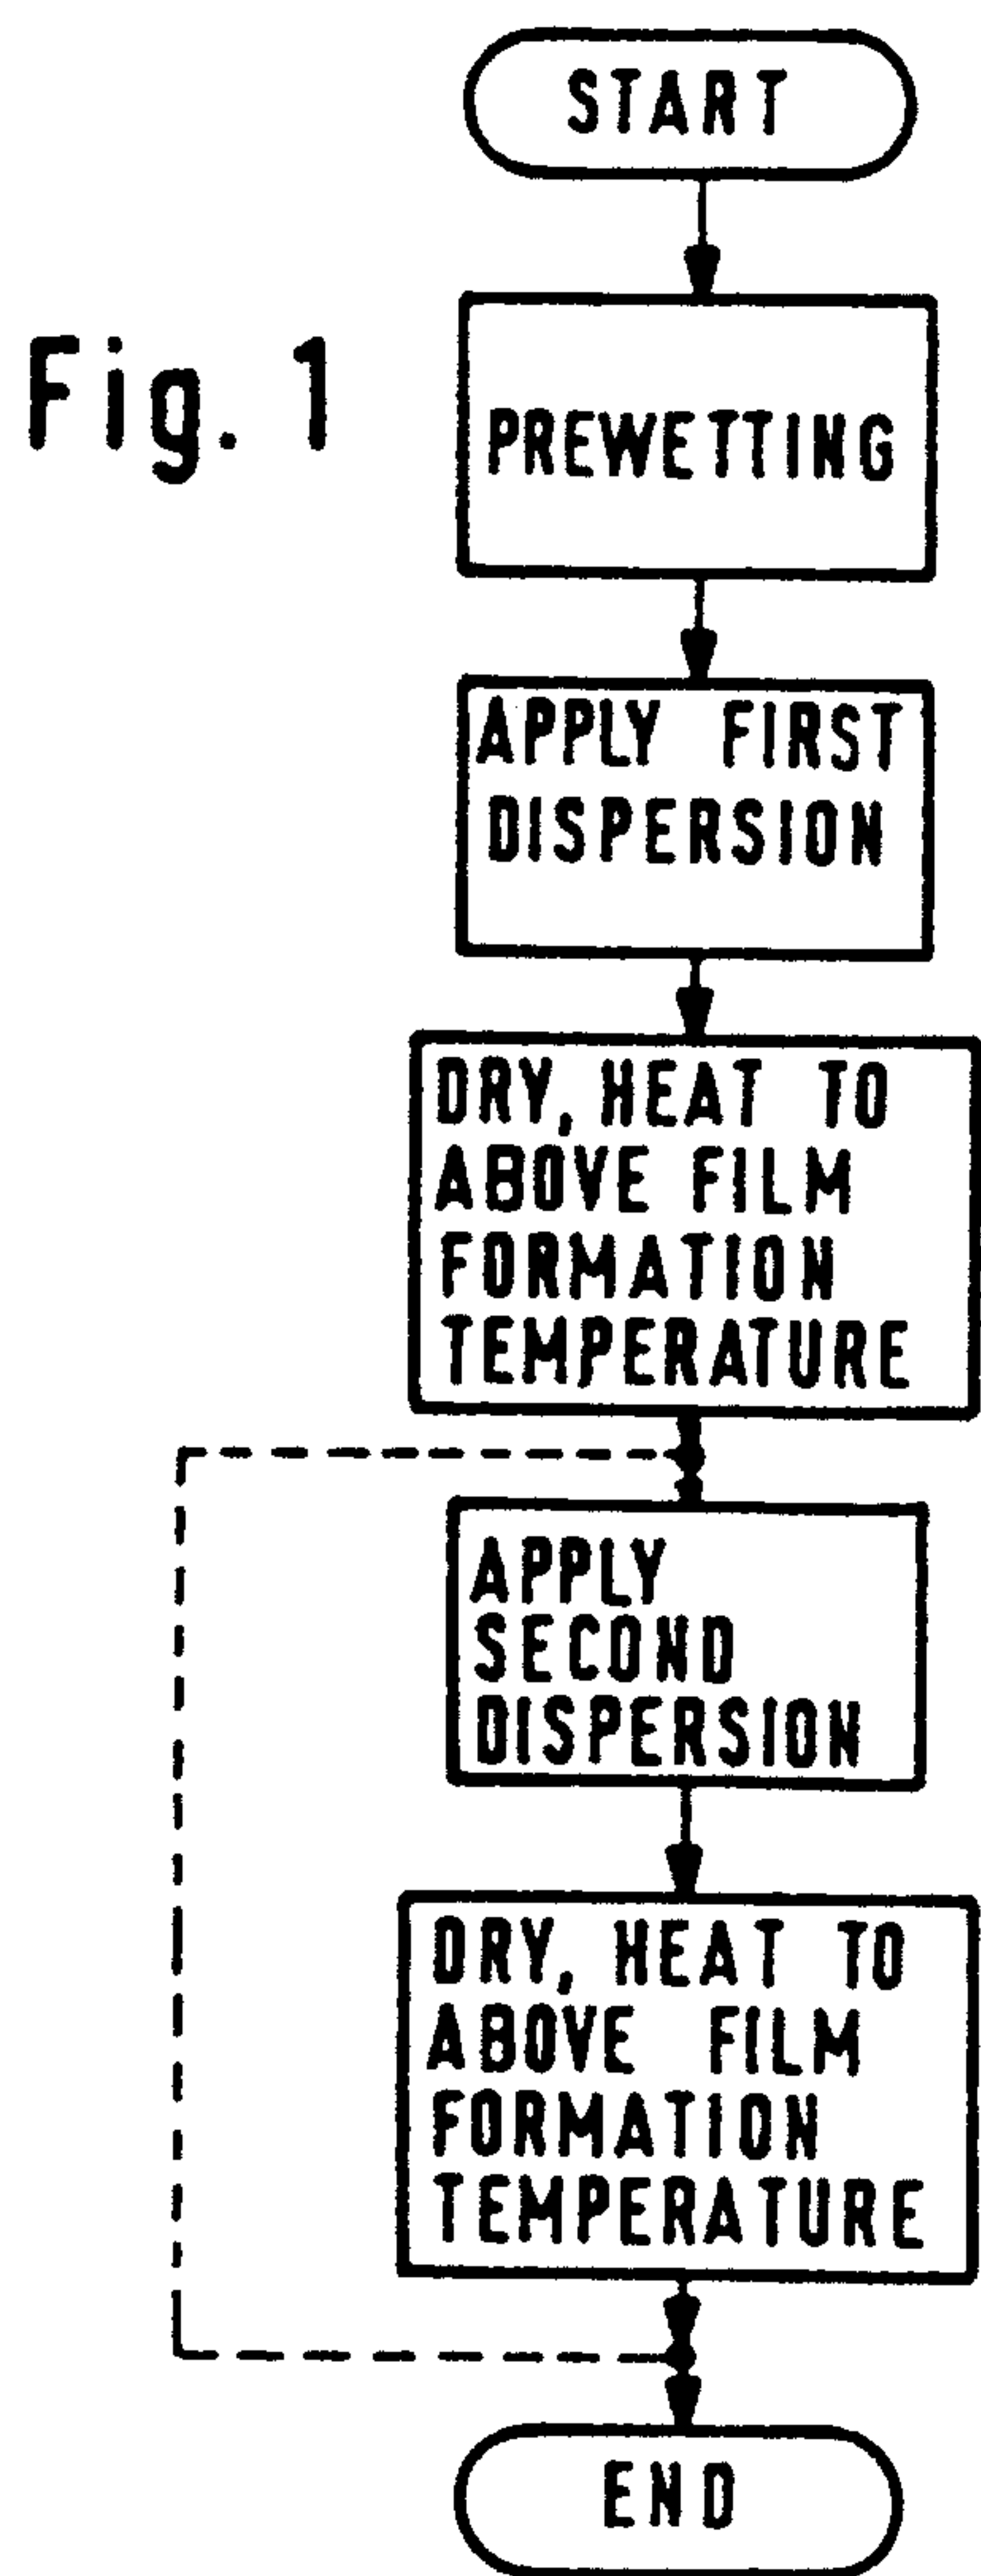 START
Fig. 1
PREWETTING
APPLY FIRST
DISPERSION
DRY, HEAT TO
ABOVE FILM
FORMATION
TEMPERATURE
APPLY
SECOND
DISPERSION
DRY, HEAT TO
ABOVE FILM
FORMATION
TEMPERATURE
END